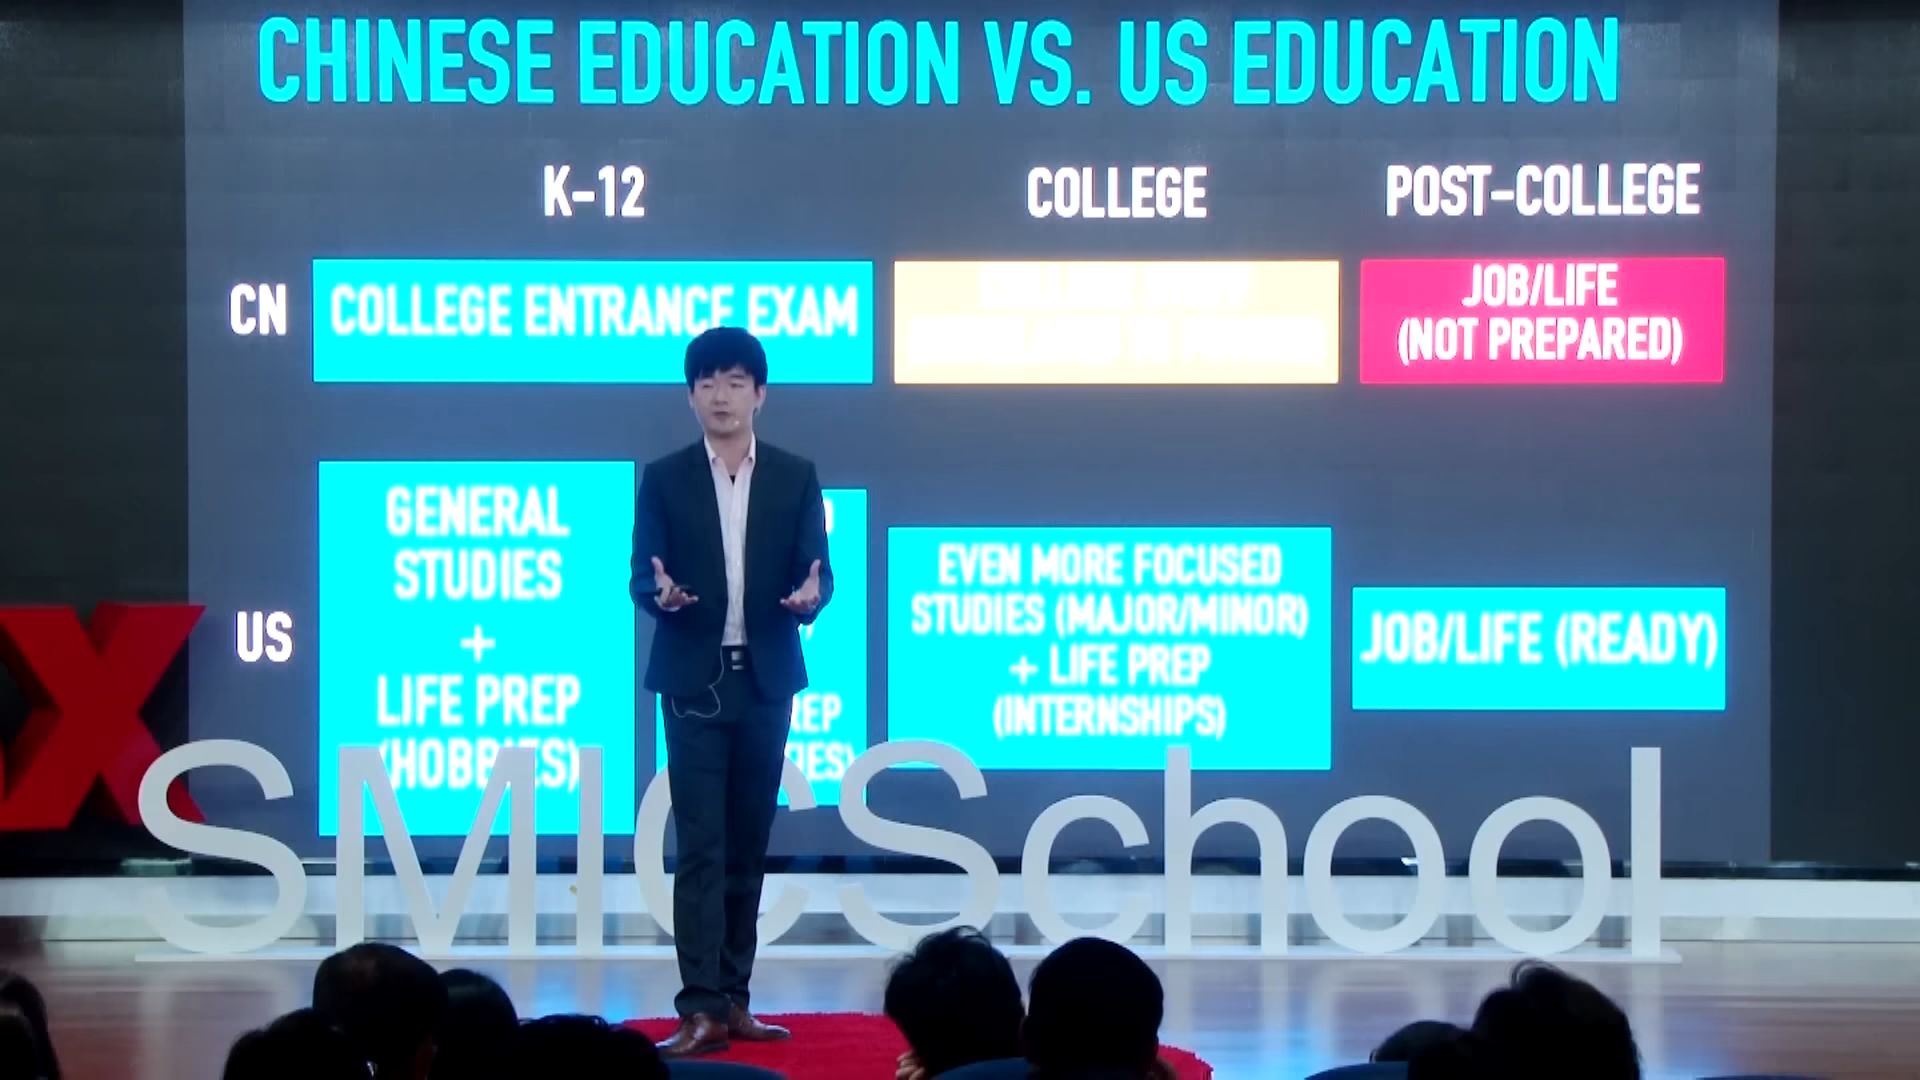 CHINESE EDUCATION VS. US EDUCATION
K-12
COLLEGE
POST-COLLEGE
CN
COLLEGE ENTRANCE EXAM
JOB/LIFE
(NOT PREPARED)
US
GENERAL
STUDIES
+
LIFE PREP
(HOBBIES)
EVEN MORE FOCUSED
STUDIES (MAJOR/MINOR)
+ LIFE PREP
(INTERNSHIPS)
JOB/LIFE (READY)
X
SMICSchool